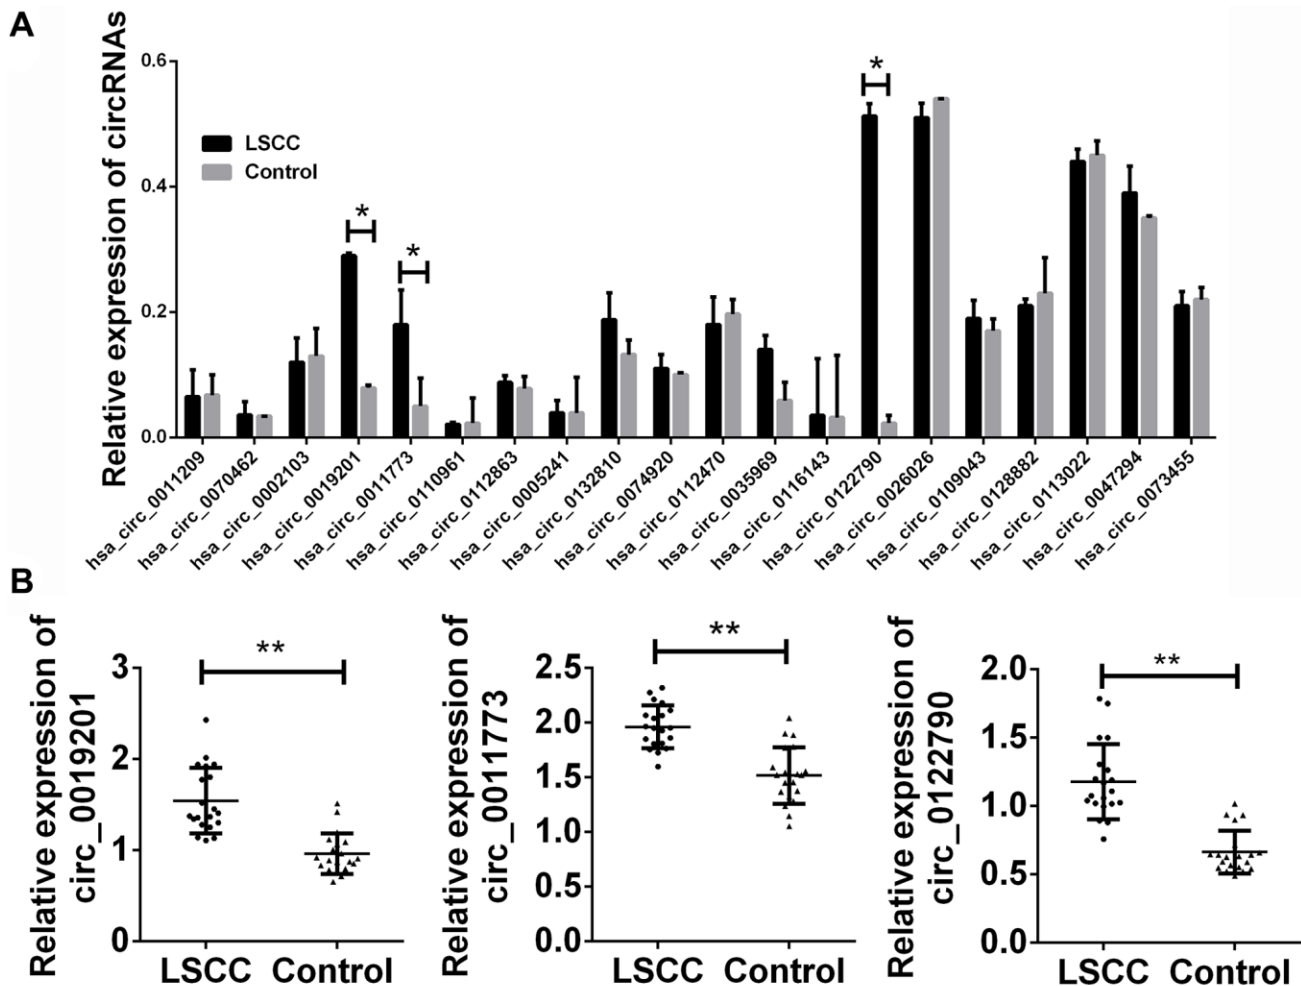 A
Relative expression of circRNAs
0.6
0.4
0.2
0.0
LSCC
Control
*
*
*
hsa_circ_0011209
hsa_circ_0070462
hsa_circ_0002103
hsa_circ_0019201
hsa_circ_0011773
hsa_circ_0110961
hsa_circ_0112863
hsa_circ_0005241
hsa_circ_0132810
hsa_circ_0074920
hsa_circ_0112470
hsa_circ_0035969
hsa_circ_0116143
hsa_circ_0122790
hsa_circ_0026026
hsa_circ_0109043
hsa_circ_0128882
hsa_circ_0113022
hsa_circ_0047294
hsa_circ_0073455
B
Relative expression of
circ_0019201
3
2
1
0
**
LSCC Control
Relative expression of
circ_0011773
2.5
2.0
1.5
1.0
0.5
0.0
**
LSCC Control
Relative expression of
circ_0122790
2.0
1.5
1.0
0.5
0.0
**
LSCC Control